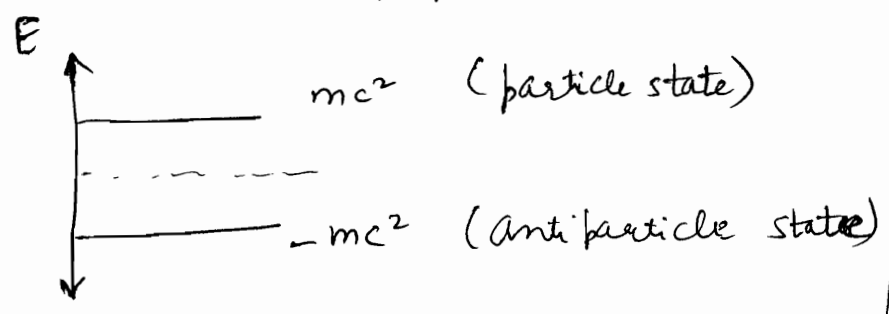 E
mc² (particle state)
-mc² (antiparticle state)